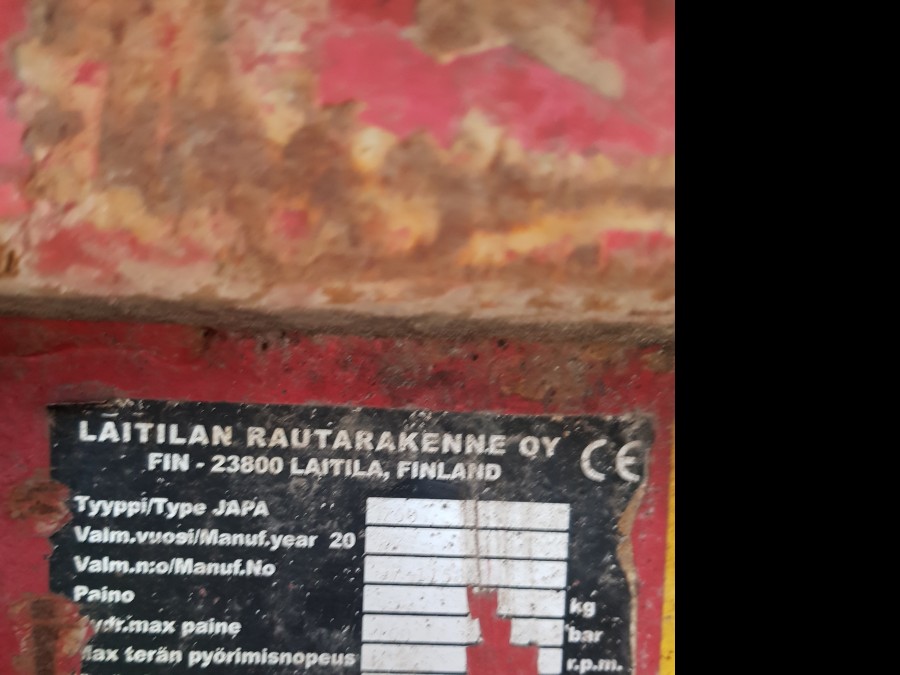 LAITILAN RAUTARAKENNE OY CE
FIN - 23800 LAITILA, FINLAND
Tyyppi/Type JAPA
Valm.vuosi/Manuf.year 20
Valm.n:o/Manuf.No
Paino kg
Hydr.max paine bar
Max terän pyörimisnopeus r.p.m.